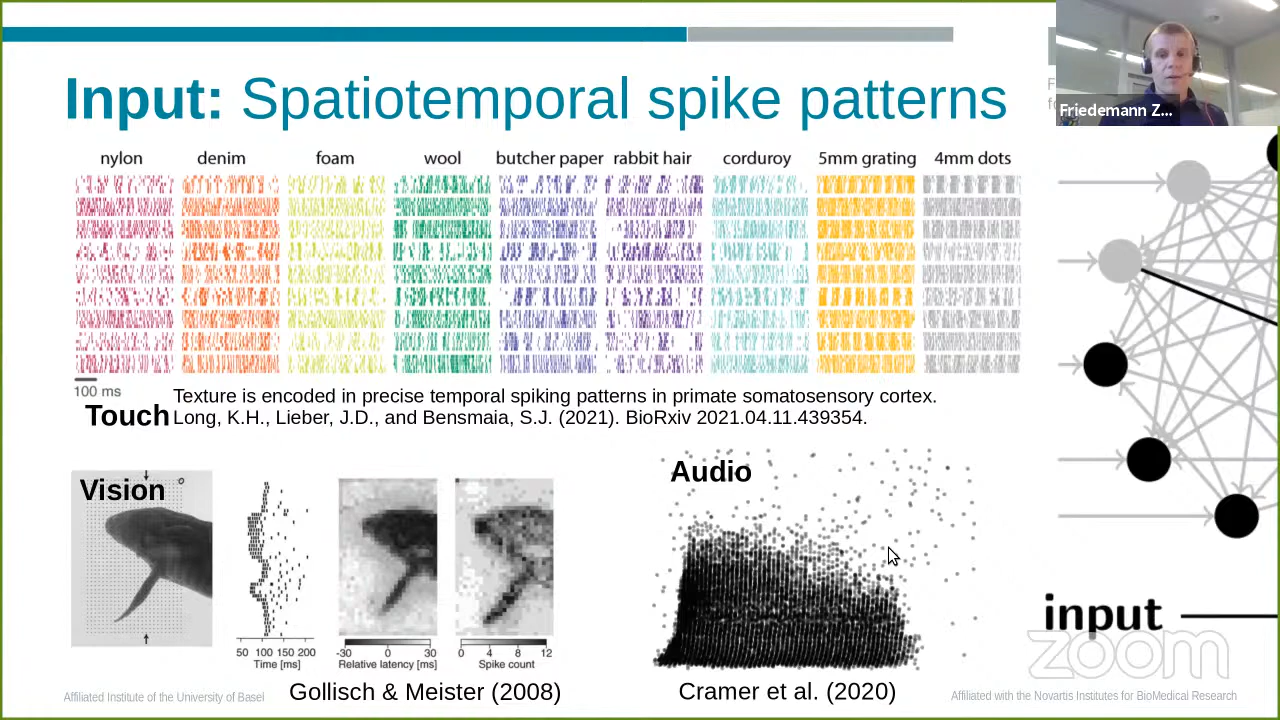 Input: Spatiotemporal spike patterns
Friedemann Z...
nylon denim foam wool butcher paper rabbit hair corduroy 5mm grating 4mm dots
100 ms
Touch
Texture is encoded in precise temporal spiking patterns in primate somatosensory cortex.
Long, K.H., Lieber, J.D., and Bensmaia, S.J. (2021). BioRxiv 2021.04.11.439354.
Vision
50 100 150 200
Time [ms]
-30 0 30
Relative latency [ms]
0 4 8 12
Spike count
Gollisch & Meister (2008)
Audio
Cramer et al. (2020)
input
zoom
Affiliated Institute of the University of Basel
Affiliated with the Novartis Institutes for BioMedical Research